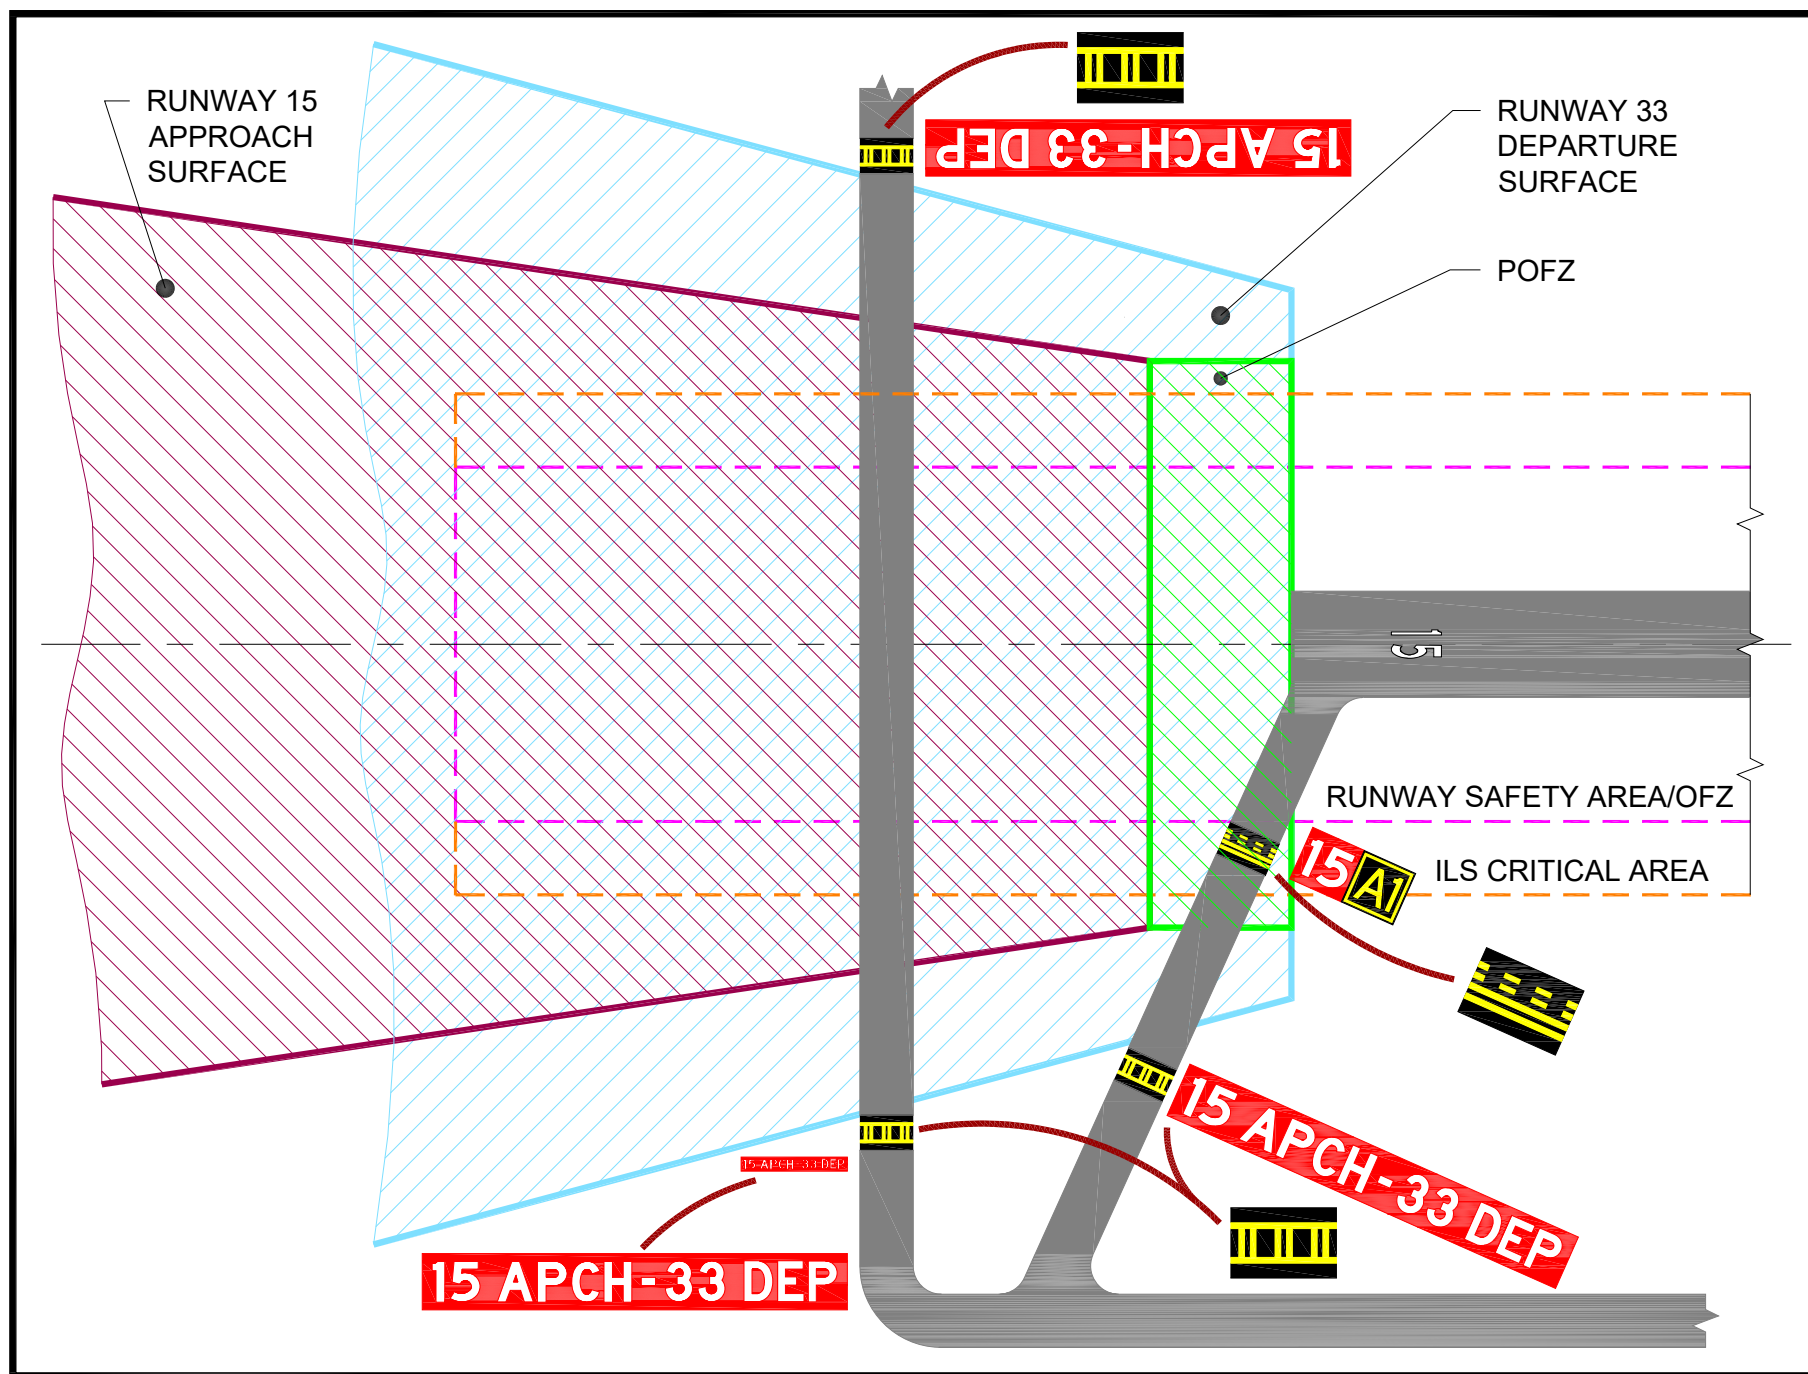 RUNWAY 15
APPROACH
SURFACE
15 APCH-33 DEP
RUNWAY 33
DEPARTURE
SURFACE
POFZ
15
RUNWAY SAFETY AREA/OFZ
15 A1
ILS CRITICAL AREA
15 APCH-33 DEP
15 APCH-33 DEP
15 APCH-33 DEP